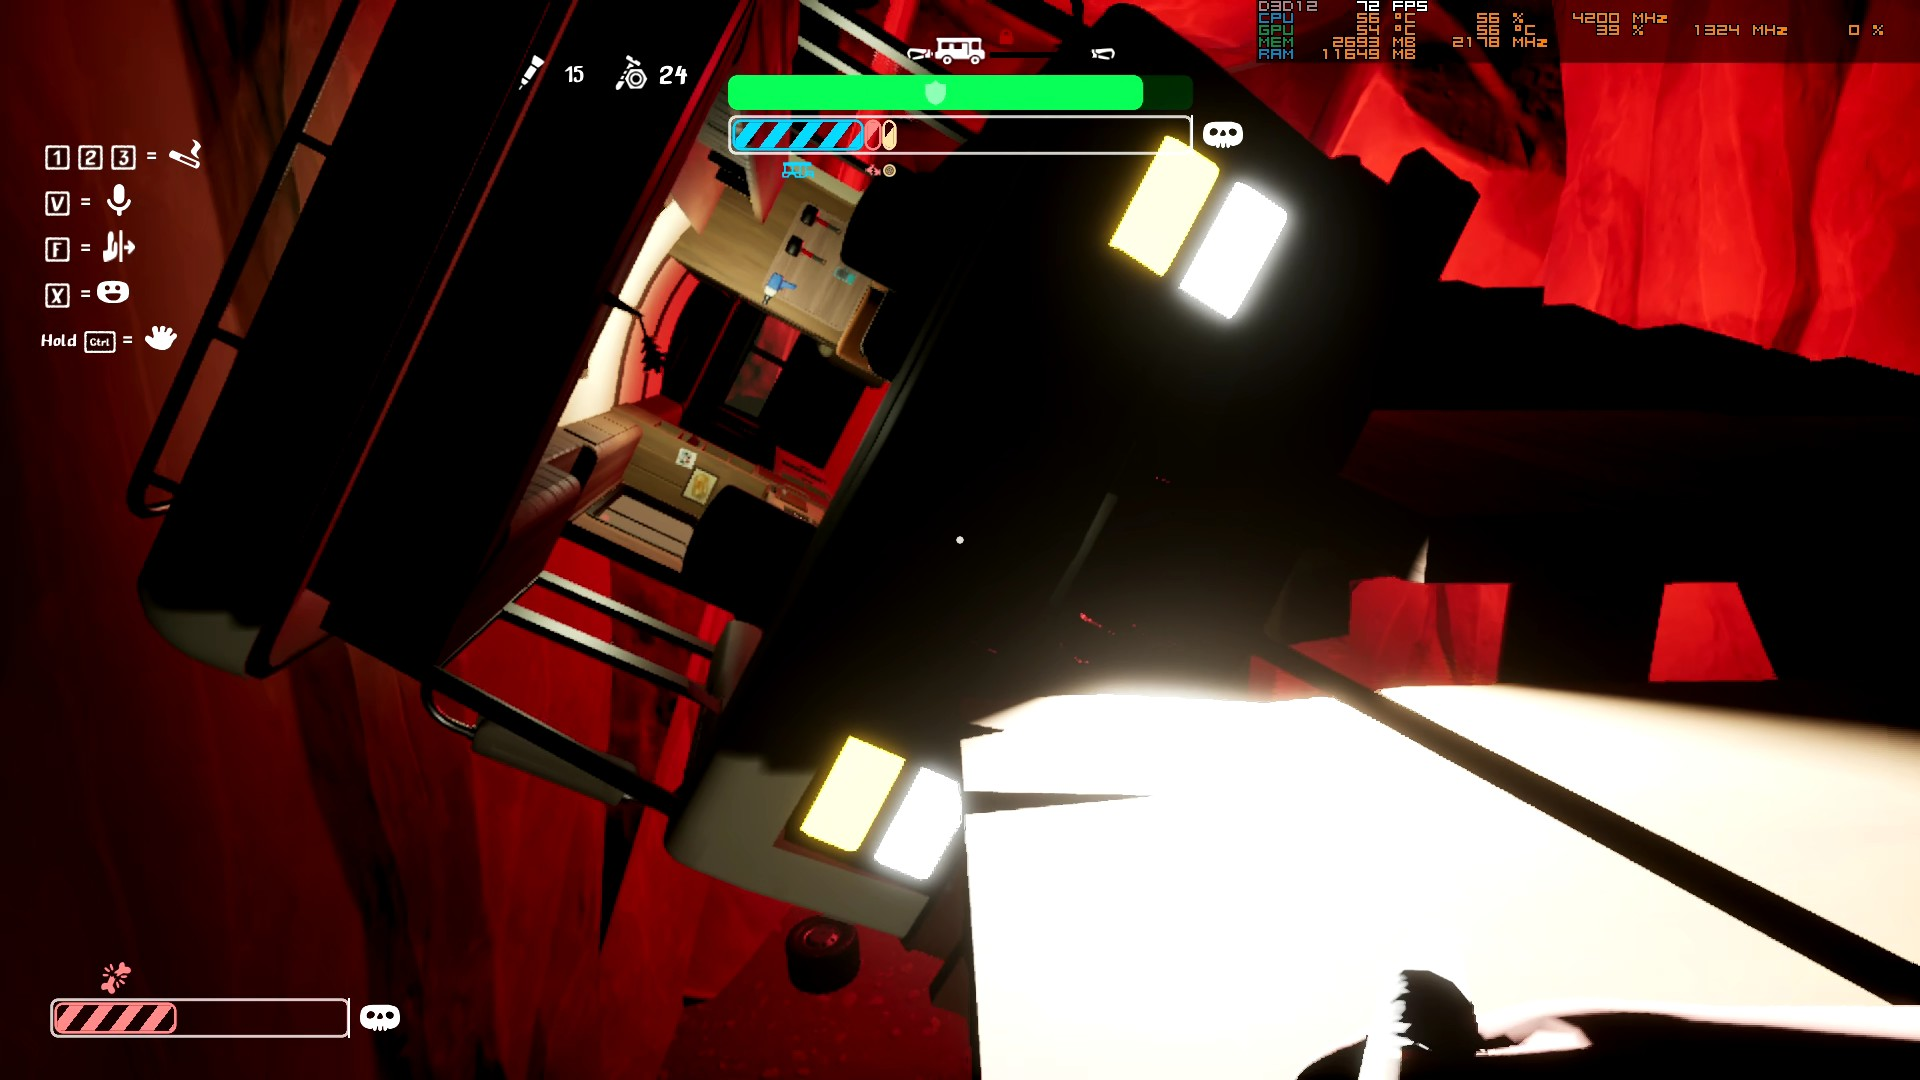 D3D12 72 FPS
CPU 56 °C 56 % 4200 MHz
GPU 54 °C 56 °C 39 % 1324 MHz 0 %
MEM 2693 MB 2178 MHz
RAM 11649 MB
15 24
1 2 3 =
V =
F =
X =
Hold Ctrl =